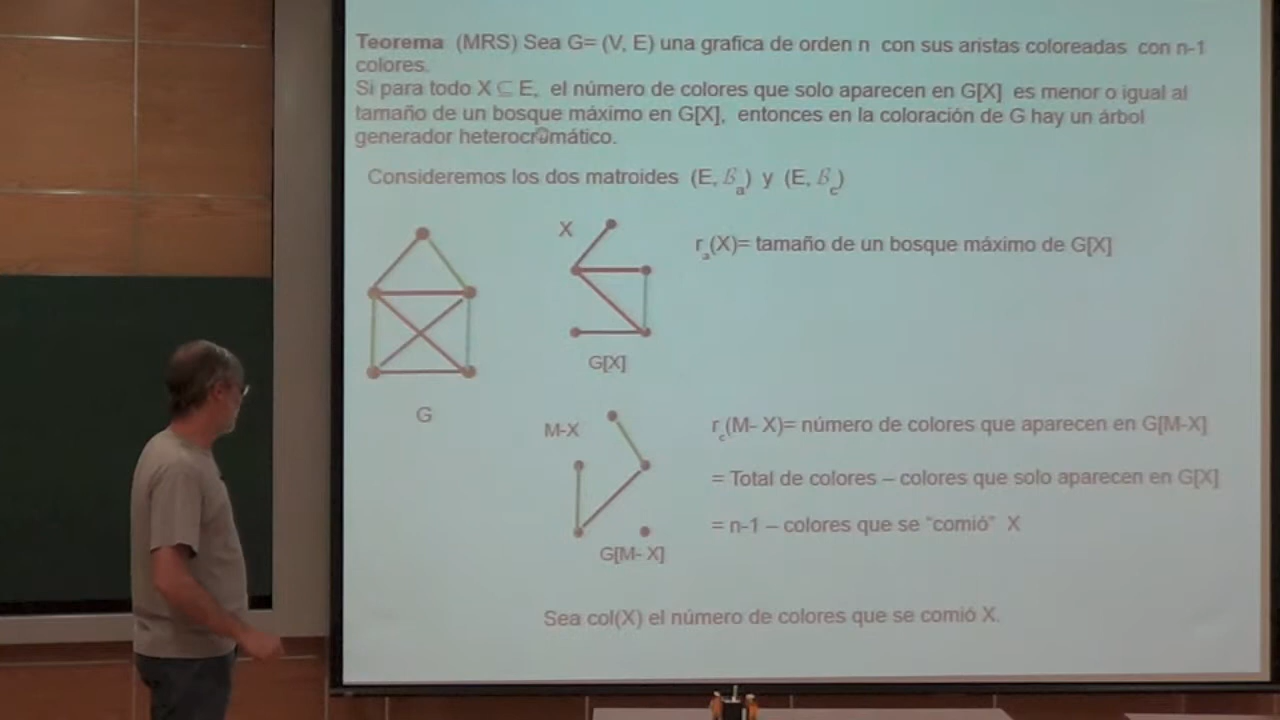 Teorema (MRS) Sea G= (V, E) una grafica de orden n con sus aristas coloreadas con n-1
colores.
Si para todo X ⊆ E, el número de colores que solo aparecen en G[X] es menor o igual al
tamaño de un bosque máximo en G[X], entonces en la coloración de G hay un árbol
generador heterocromático.
Consideremos los dos matroides (E, ℬa) y (E, ℬc)
X
ra(X)= tamaño de un bosque máximo de G[X]
G[X]
G
M-X
rc(M- X)= número de colores que aparecen en G[M-X]
= Total de colores – colores que solo aparecen en G[X]
= n-1 – colores que se “comió” X
G[M- X]
Sea col(X) el número de colores que se comió X.